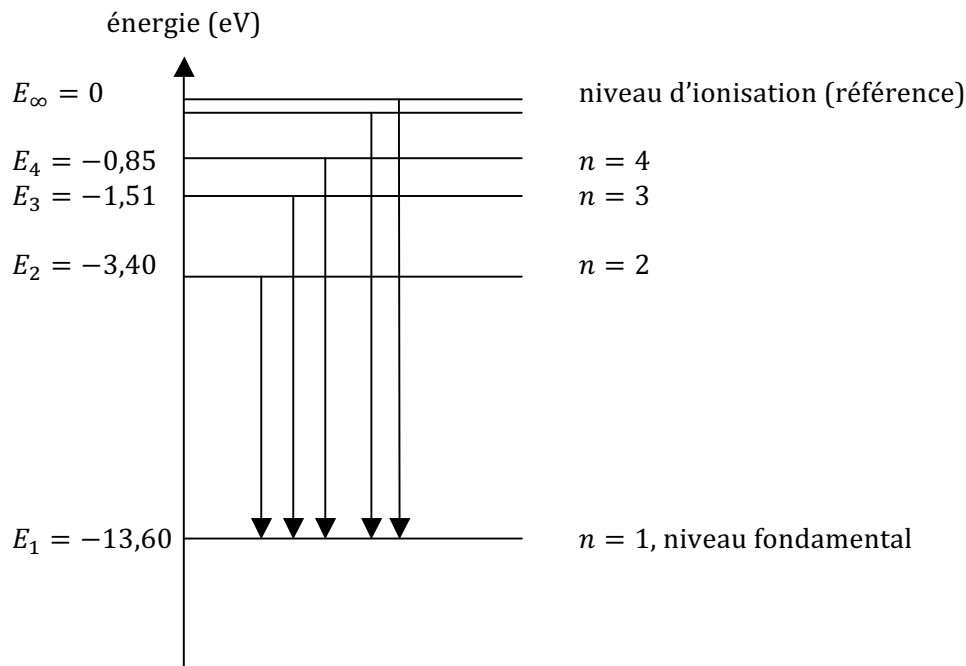 énergie (eV)
E∞ = 0 niveau d’ionisation (référence)
E₄ = −0,85 n = 4
E₃ = −1,51 n = 3
E₂ = −3,40 n = 2
E₁ = −13,60 n = 1, niveau fondamental